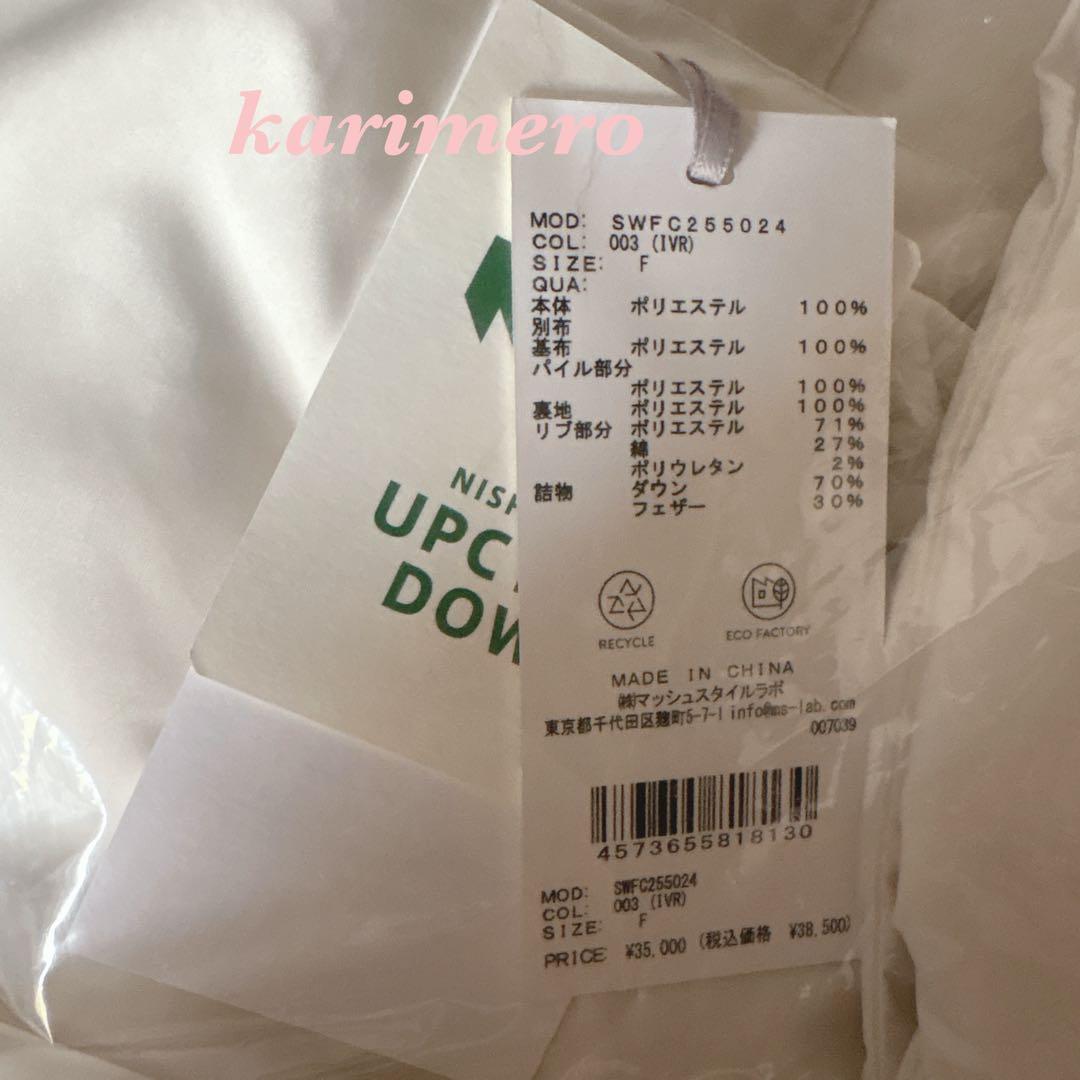 karimero
MOD: SWFC255024
COL: 003 (IVR)
SIZE: F
QUA:
本体 ポリエステル 100%
別布
基布 ポリエステル 100%
パイル部分
ポリエステル 100%
裏地 ポリエステル 100%
リブ部分 ポリエステル 71%
綿 27%
ポリウレタン 2%
詰物 ダウン 70%
フェザー 30%
RECYCLE
ECO FACTORY
MADE IN CHINA
㈱マッシュスタイルラボ
東京都千代田区麹町5-7-1 info@ms-lab.com
007039
4573655818130
MOD: SWFC255024
COL: 003 (IVR)
SIZE: F
PRICE ¥35,000 (税込価格 ¥38,500)
NISH
UPC
DOW